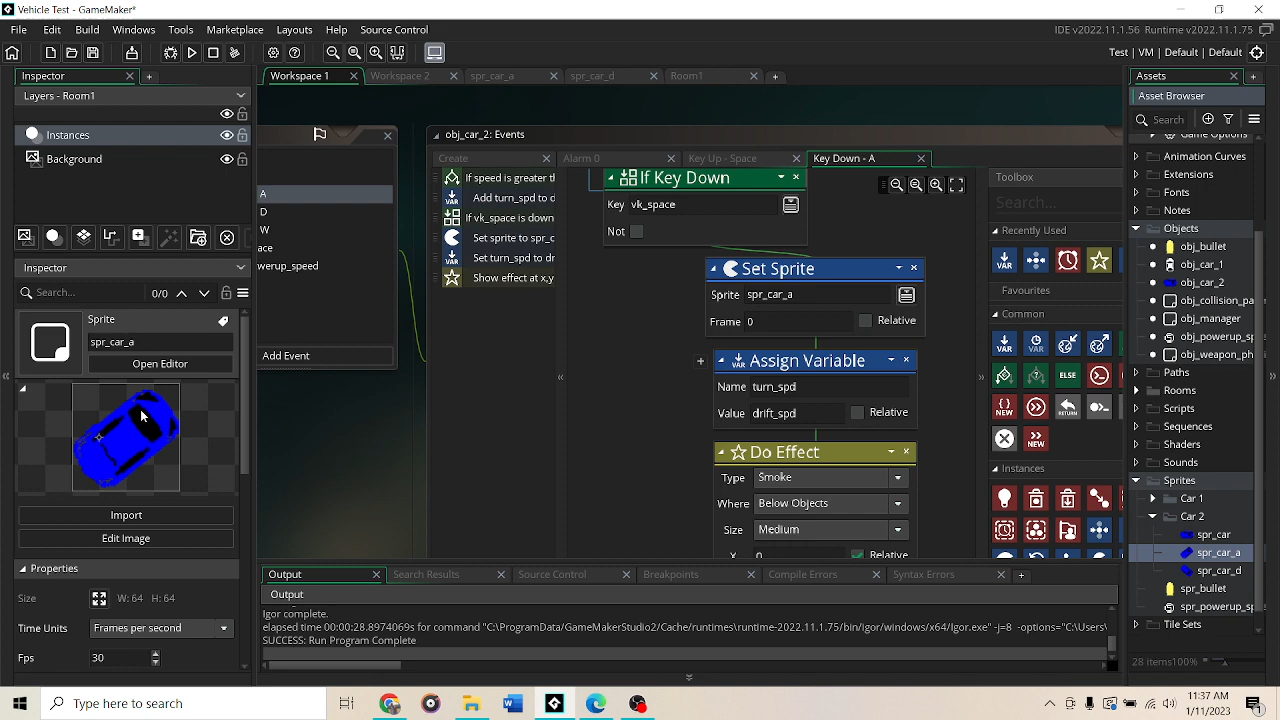 Vehicle Test - GameMaker*
File Edit Build Windows Tools Marketplace Layouts Help Source Control
IDE v2022.11.1.56 Runtime v2022.11.1.75
Test | VM | Default | Default
Inspector
Workspace 1 Workspace 2 spr_car_a spr_car_d Room1
Assets
Layers - Room1
Asset Browser
Search
Instances
Background
obj_car_2: Events
Create Alarm 0 Key Up - Space Key Down - A
A
D
W
ace
werup_speed
Add Event
If speed is greater th
Add turn_spd to d
If vk_space is down
Set sprite to spr_c
Set turn_spd to d
Show effect at x,y
If Key Down
Key vk_space
Not
Set Sprite
Sprite spr_car_a
Frame 0 Relative
Assign Variable
Name turn_spd
Value drift_spd Relative
Do Effect
Type Smoke
Where Below Objects
Size Medium
X 0 Relative
Toolbox
Search...
Recently Used
VAR
Favourites
Common
VAR VAR
ELSE
NEW RETURN
NEW
Instances
Game Options
Animation Curves
Extensions
Fonts
Notes
Objects
obj_bullet
obj_car_1
obj_car_2
obj_collision_pa
obj_manager
obj_powerup_sp
obj_weapon_ph
Paths
Rooms
Scripts
Sequences
Shaders
Sounds
Sprites
Car 1
Car 2
spr_car
spr_car_a
spr_car_d
spr_bullet
spr_powerup_sp
Tile Sets
28 items 100%
Inspector
Search... 0/0
Sprite
spr_car_a
Open Editor
Import
Edit Image
Properties
Size W: 64 H: 64
Time Units Frames per second
Fps 30
Output Search Results Source Control Breakpoints Compile Errors Syntax Errors
Output
Igor complete.
elapsed time 00:00:28.8974069s for command "C:\ProgramData/GameMakerStudio2/Cache/runtimes\runtime-2022.11.1.75/bin/igor/windows/x64/Igor.exe" -j=8 -options="C:\Users\
SUCCESS: Run Program Complete
Type here to search
11:37 AM
1/11/2023